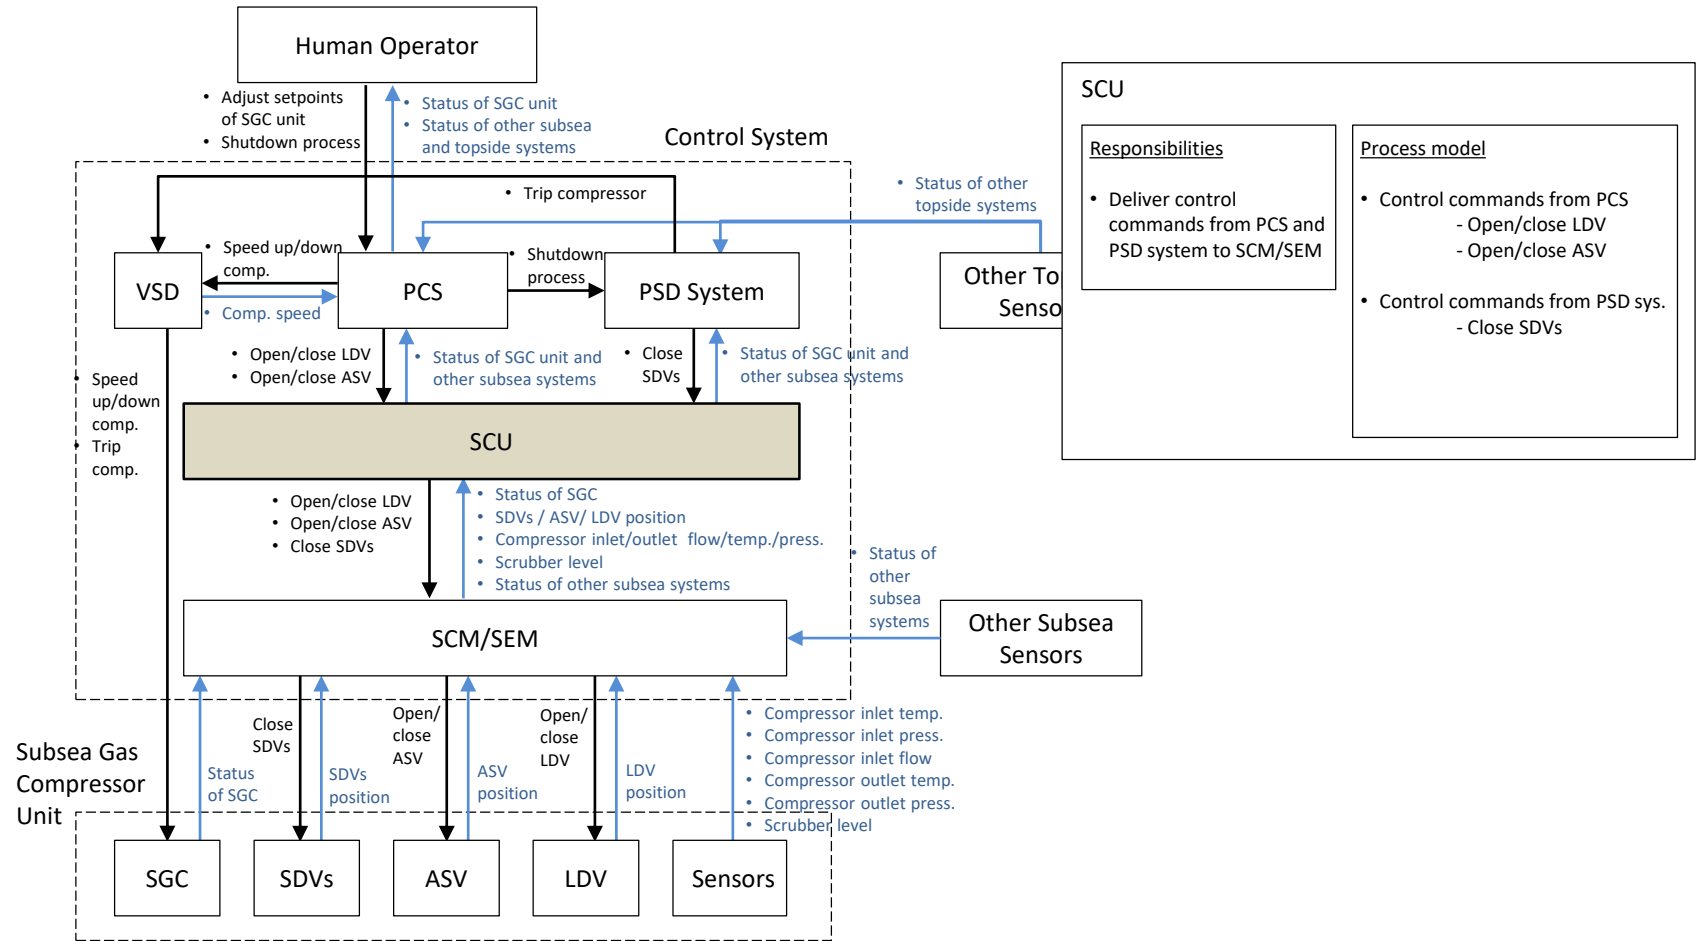 Human Operator
• Adjust setpoints
of SGC unit
• Shutdown process
• Status of SGC unit
• Status of other subsea
and topside systems
Control System
• Trip compressor
• Status of other
topside systems
• Speed up/down
comp.
• Shutdown
process
VSD
PCS
PSD System
Other
Sensors
• Comp. speed
• Open/close LDV
• Open/close ASV
• Status of SGC unit and
other subsea systems
• Close
SDVs
• Status of SGC unit and
other subsea systems
• Speed
up/down
comp.
• Trip
comp.
SCU
• Open/close LDV
• Open/close ASV
• Close SDVs
• Status of SGC
• SDVs / ASV/ LDV position
• Compressor inlet/outlet flow/temp./press.
• Scrubber level
• Status of other subsea systems
• Status of
other
subsea
systems
SCM/SEM
Other Subsea
Sensors
Close
SDVs
Open/
close
ASV
Open/
close
LDV
Status
of SGC
SDVs
position
ASV
position
LDV
position
• Compressor inlet temp.
• Compressor inlet press.
• Compressor inlet flow
• Compressor outlet temp.
• Compressor outlet press.
• Scrubber level
Subsea Gas
Compressor
Unit
SGC
SDVs
ASV
LDV
Sensors
SCU
Responsibilities
• Deliver control
commands from PCS and
PSD system to SCM/SEM
Process model
• Control commands from PCS
- Open/close LDV
- Open/close ASV
• Control commands from PSD sys.
- Close SDVs